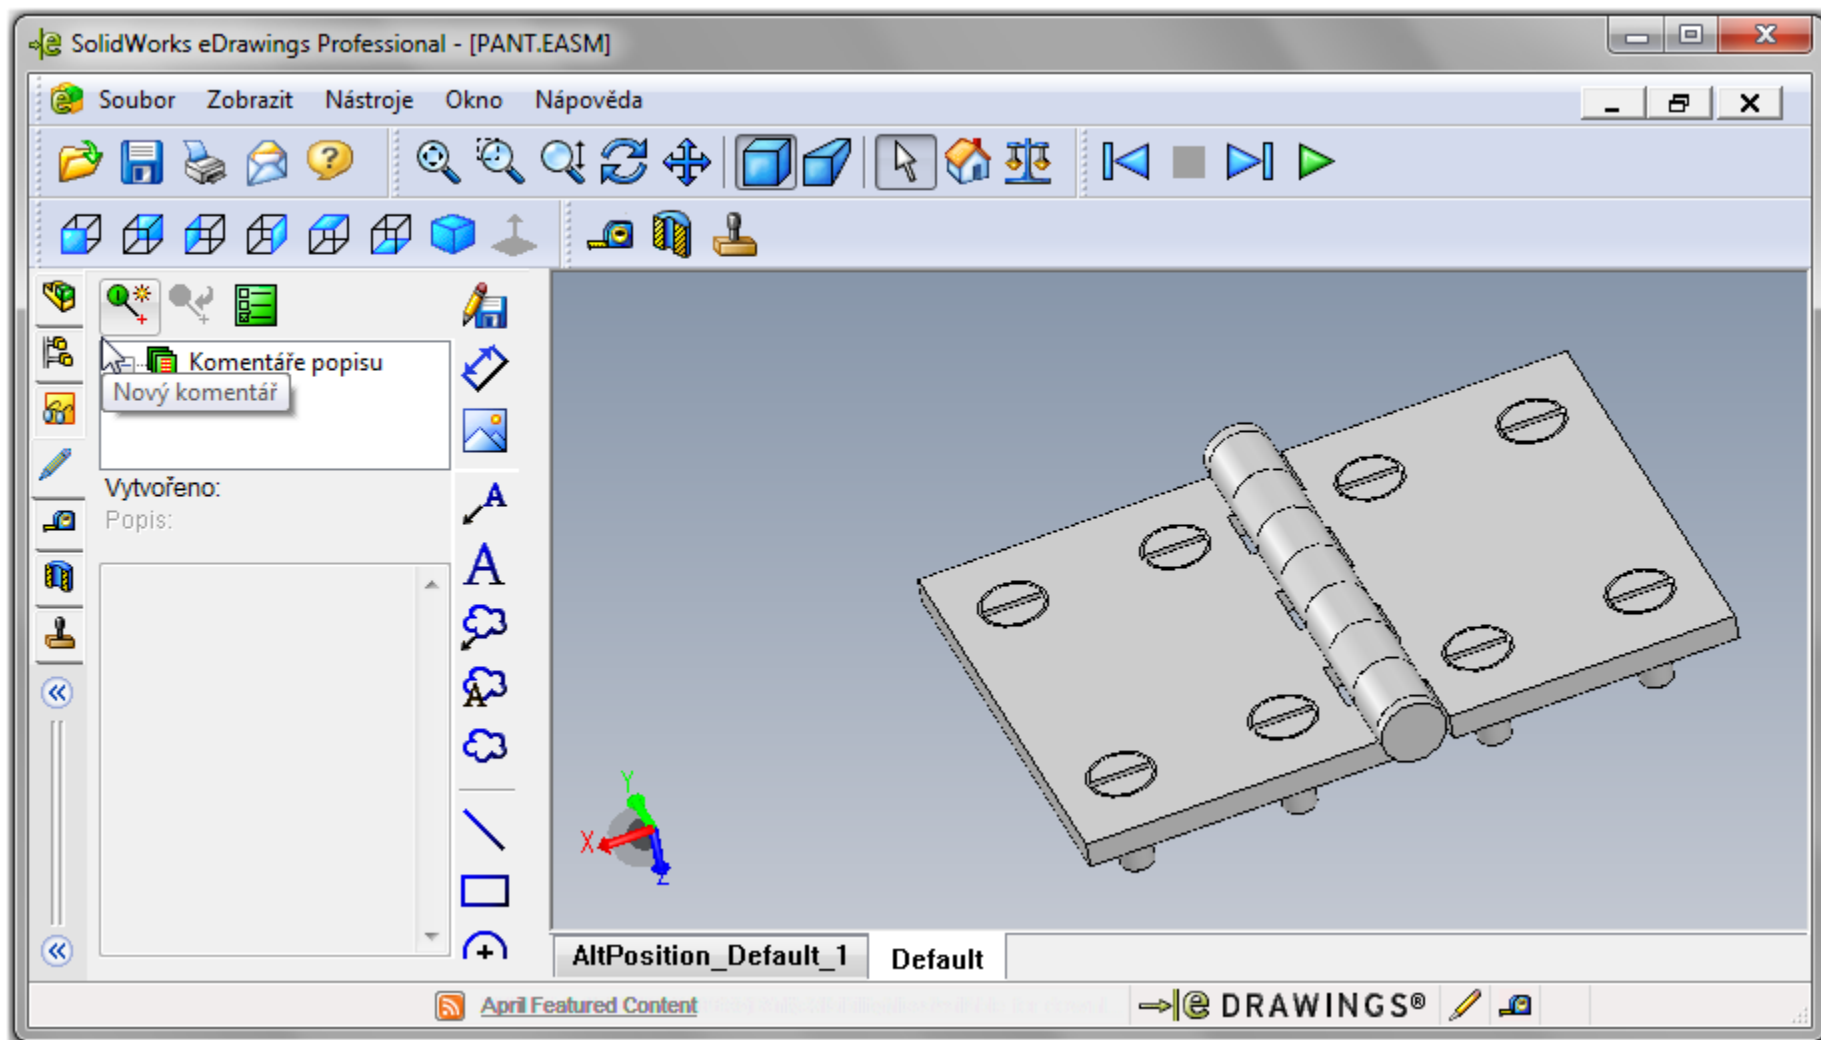 SolidWorks eDrawings Professional - [PANT.EASM]
Soubor Zobrazit Nástroje Okno Nápověda
Komentáře popisu
Nový komentář
Vytvořeno:
Popis:
Y
X
Z
AltPosition_Default_1 Default
April Featured Content
DRAWINGS®